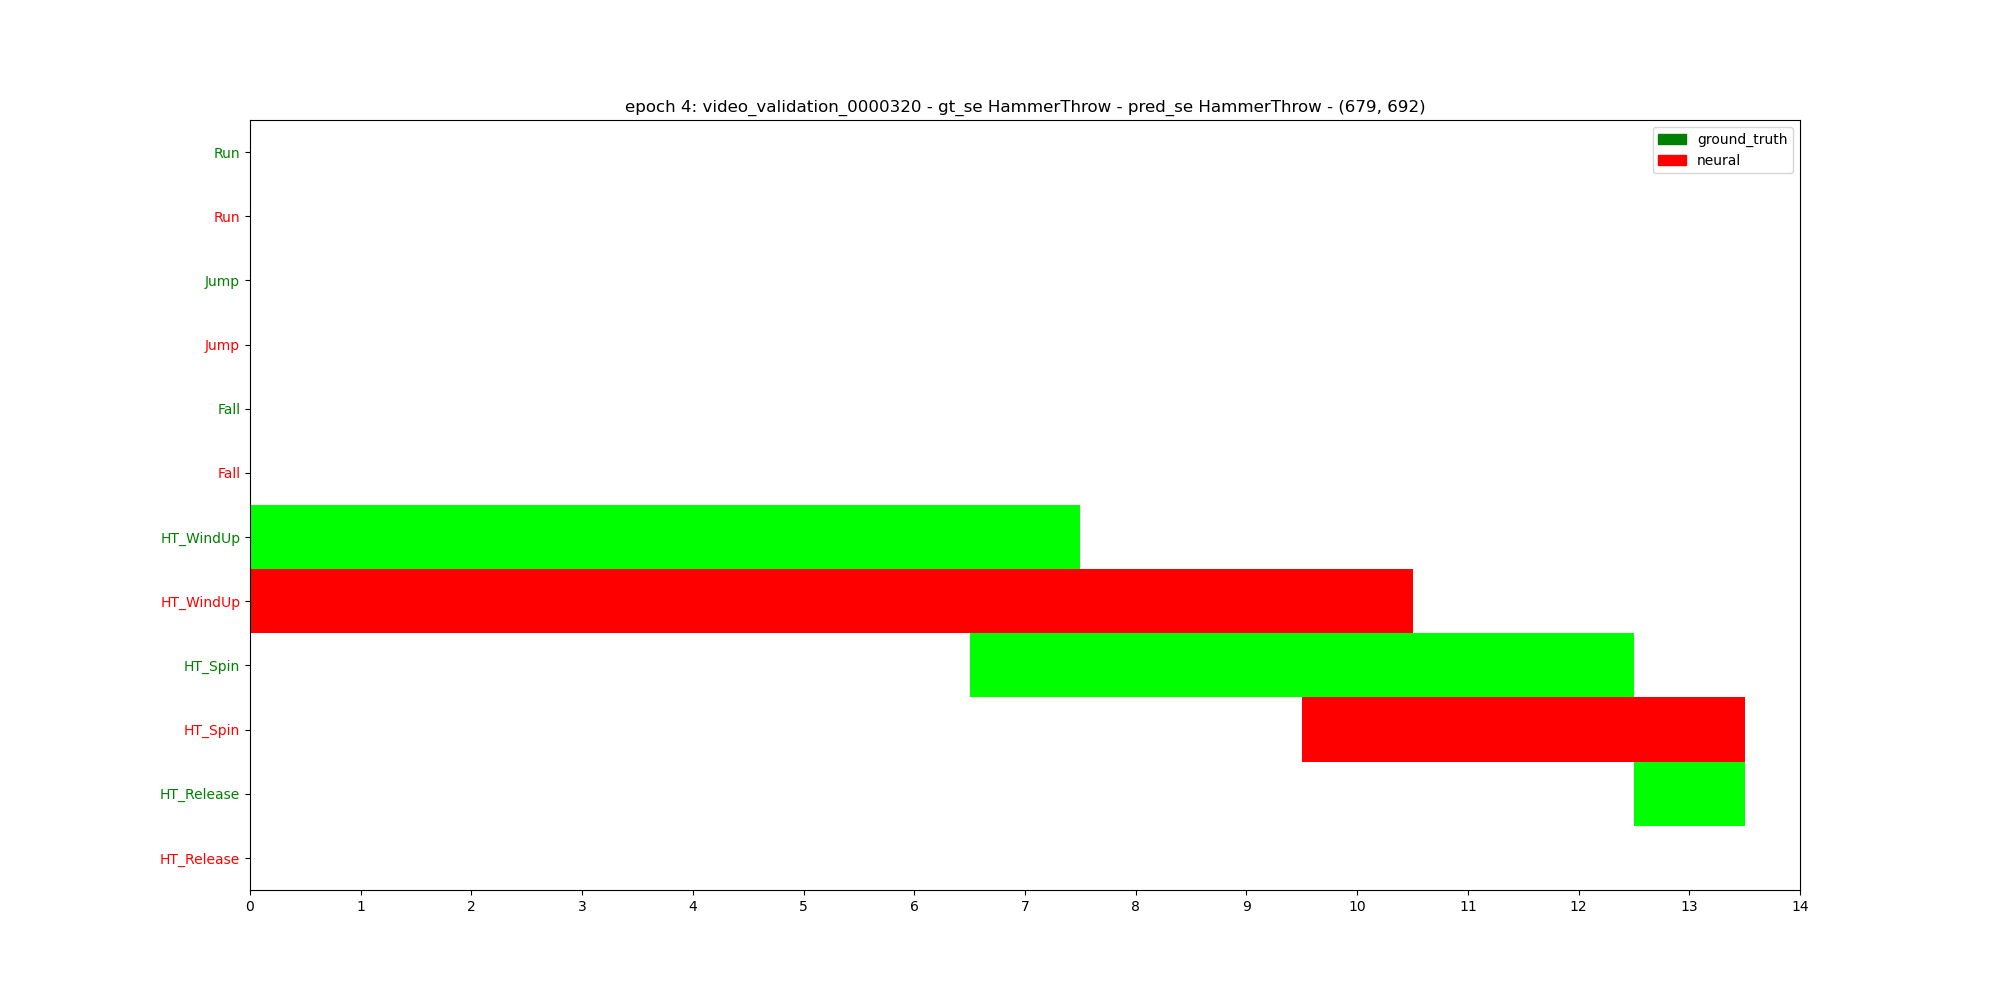 epoch 4: video_validation_0000320 - gt_se HammerThrow - pred_se HammerThrow - (679, 692)
ground_truth
neural
Run
Run
Jump
Jump
Fall
Fall
HT_WindUp
HT_WindUp
HT_Spin
HT_Spin
HT_Release
HT_Release
0 1 2 3 4 5 6 7 8 9 10 11 12 13 14